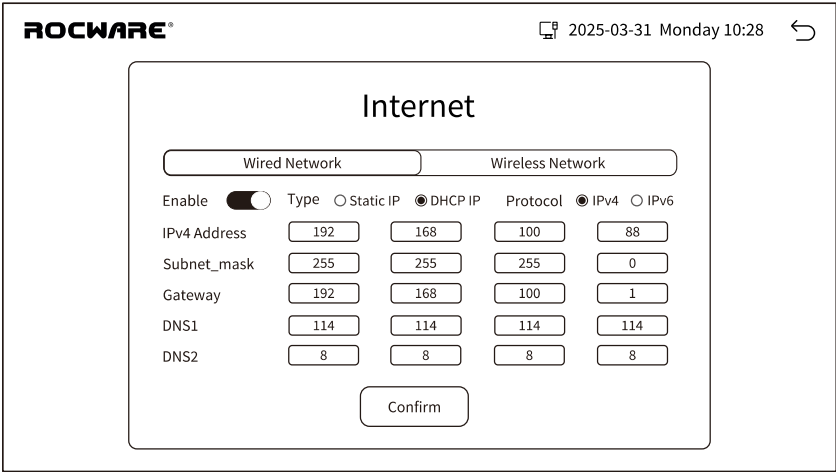 ROCWARE®
2025-03-31 Monday 10:28
Internet
Wired Network Wireless Network
Enable Type Static IP DHCP IP Protocol IPv4 IPv6
IPv4 Address 192 168 100 88
Subnet_mask 255 255 255 0
Gateway 192 168 100 1
DNS1 114 114 114 114
DNS2 8 8 8 8
Confirm